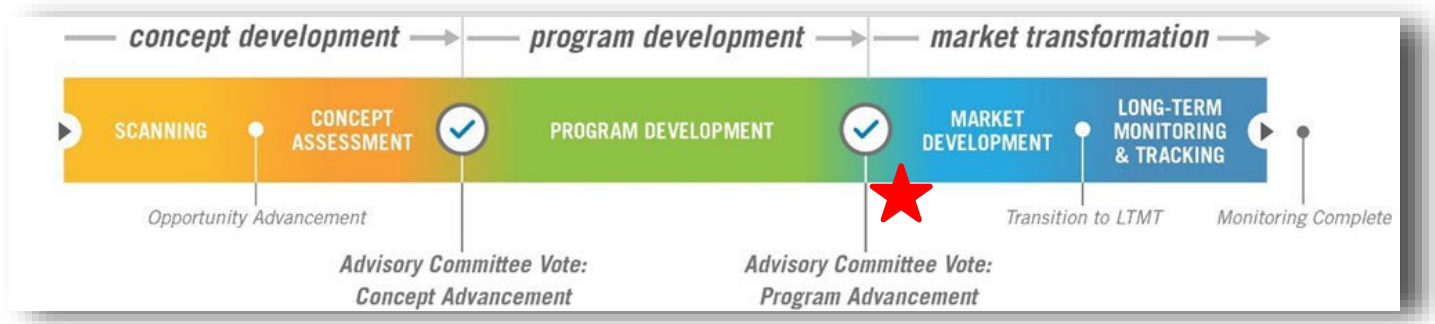 concept development
program development
market transformation
SCANNING
CONCEPT
ASSESSMENT
PROGRAM DEVELOPMENT
MARKET
DEVELOPMENT
LONG-TERM
MONITORING
& TRACKING
Opportunity Advancement
Transition to LTMT
Monitoring Complete
Advisory Committee Vote:
Concept Advancement
Advisory Committee Vote:
Program Advancement